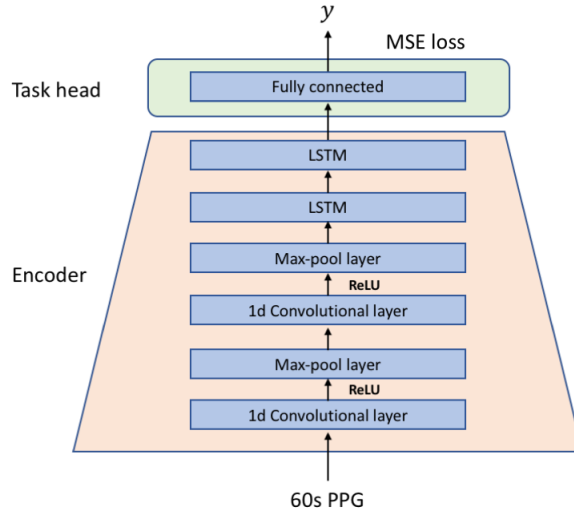 y
MSE loss
Task head
Fully connected
LSTM
LSTM
Max-pool layer
Encoder
ReLU
1d Convolutional layer
Max-pool layer
ReLU
1d Convolutional layer
60s PPG